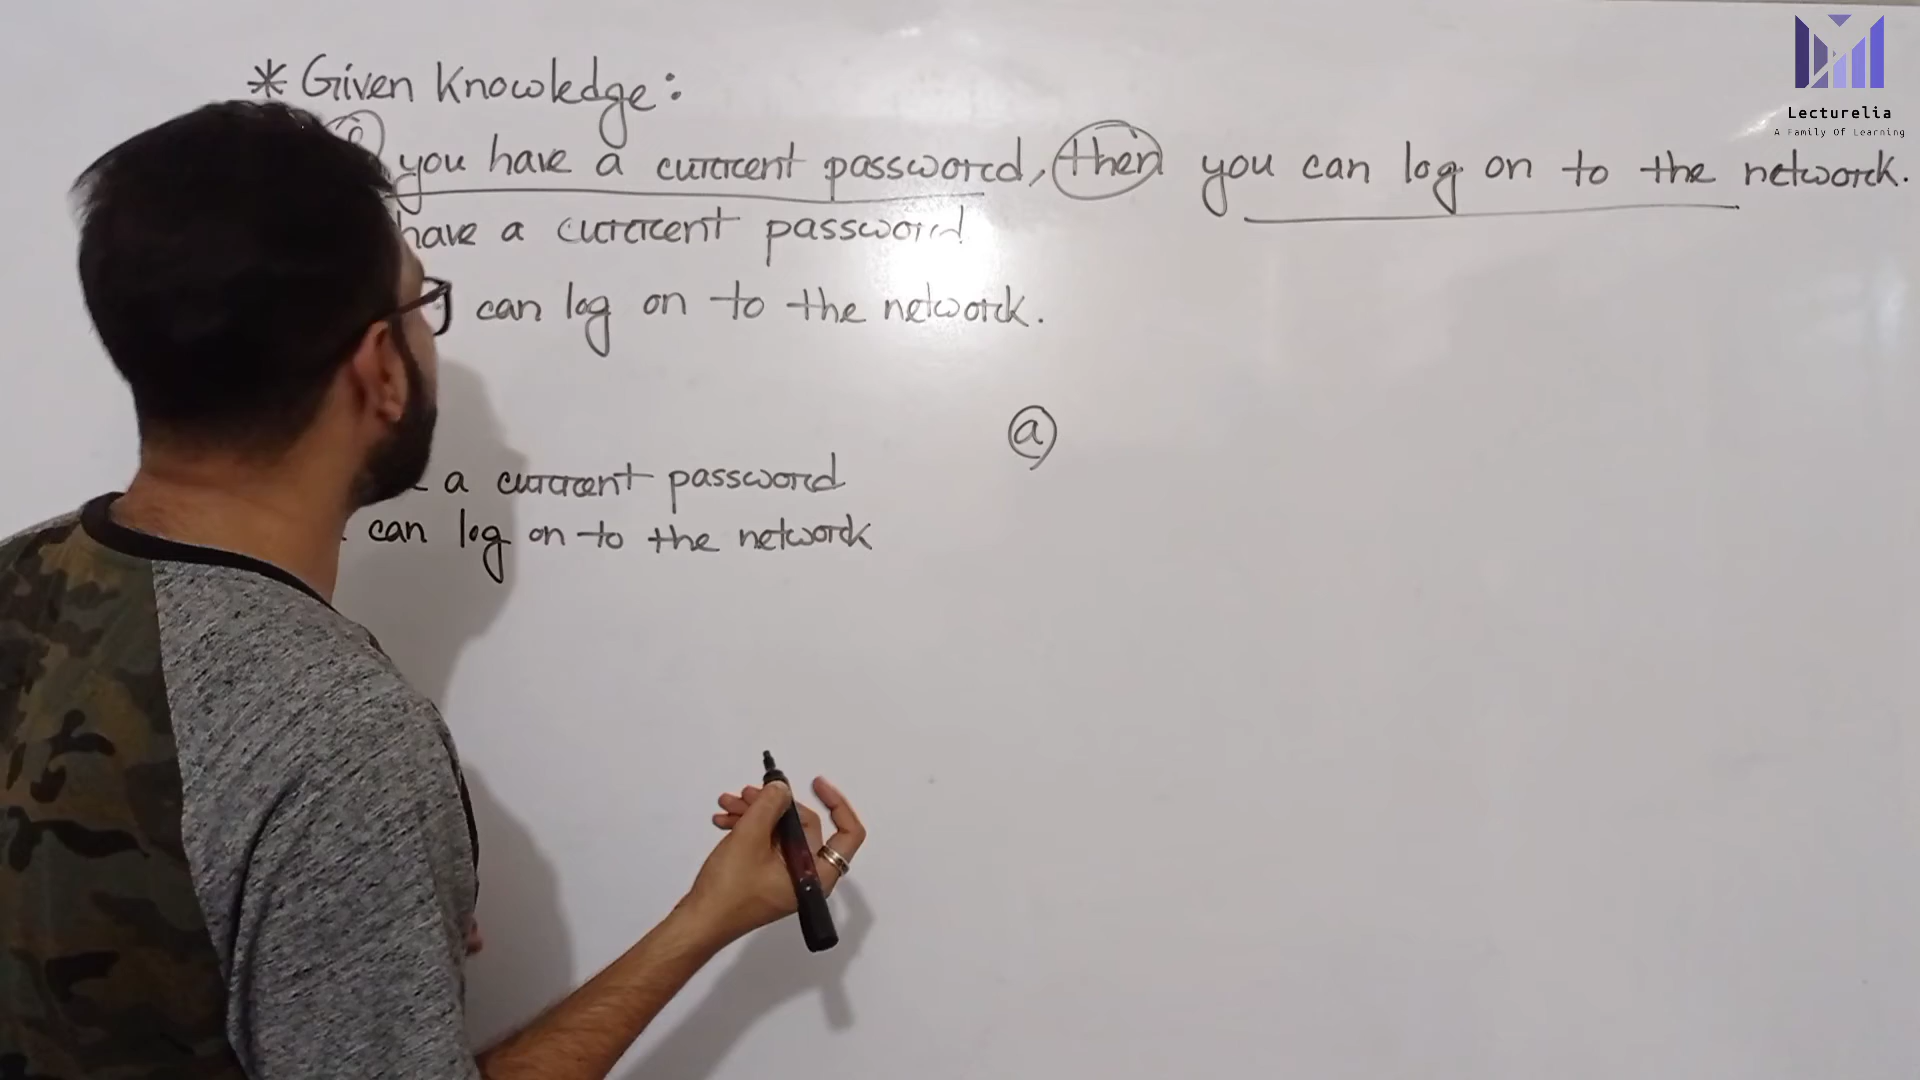 * Given Knowledge:
you have a current password, then you can log on to the network.
have a current password
can log on to the network.
a
a current password
can log on to the network
Lecturelia
A Family Of Learning